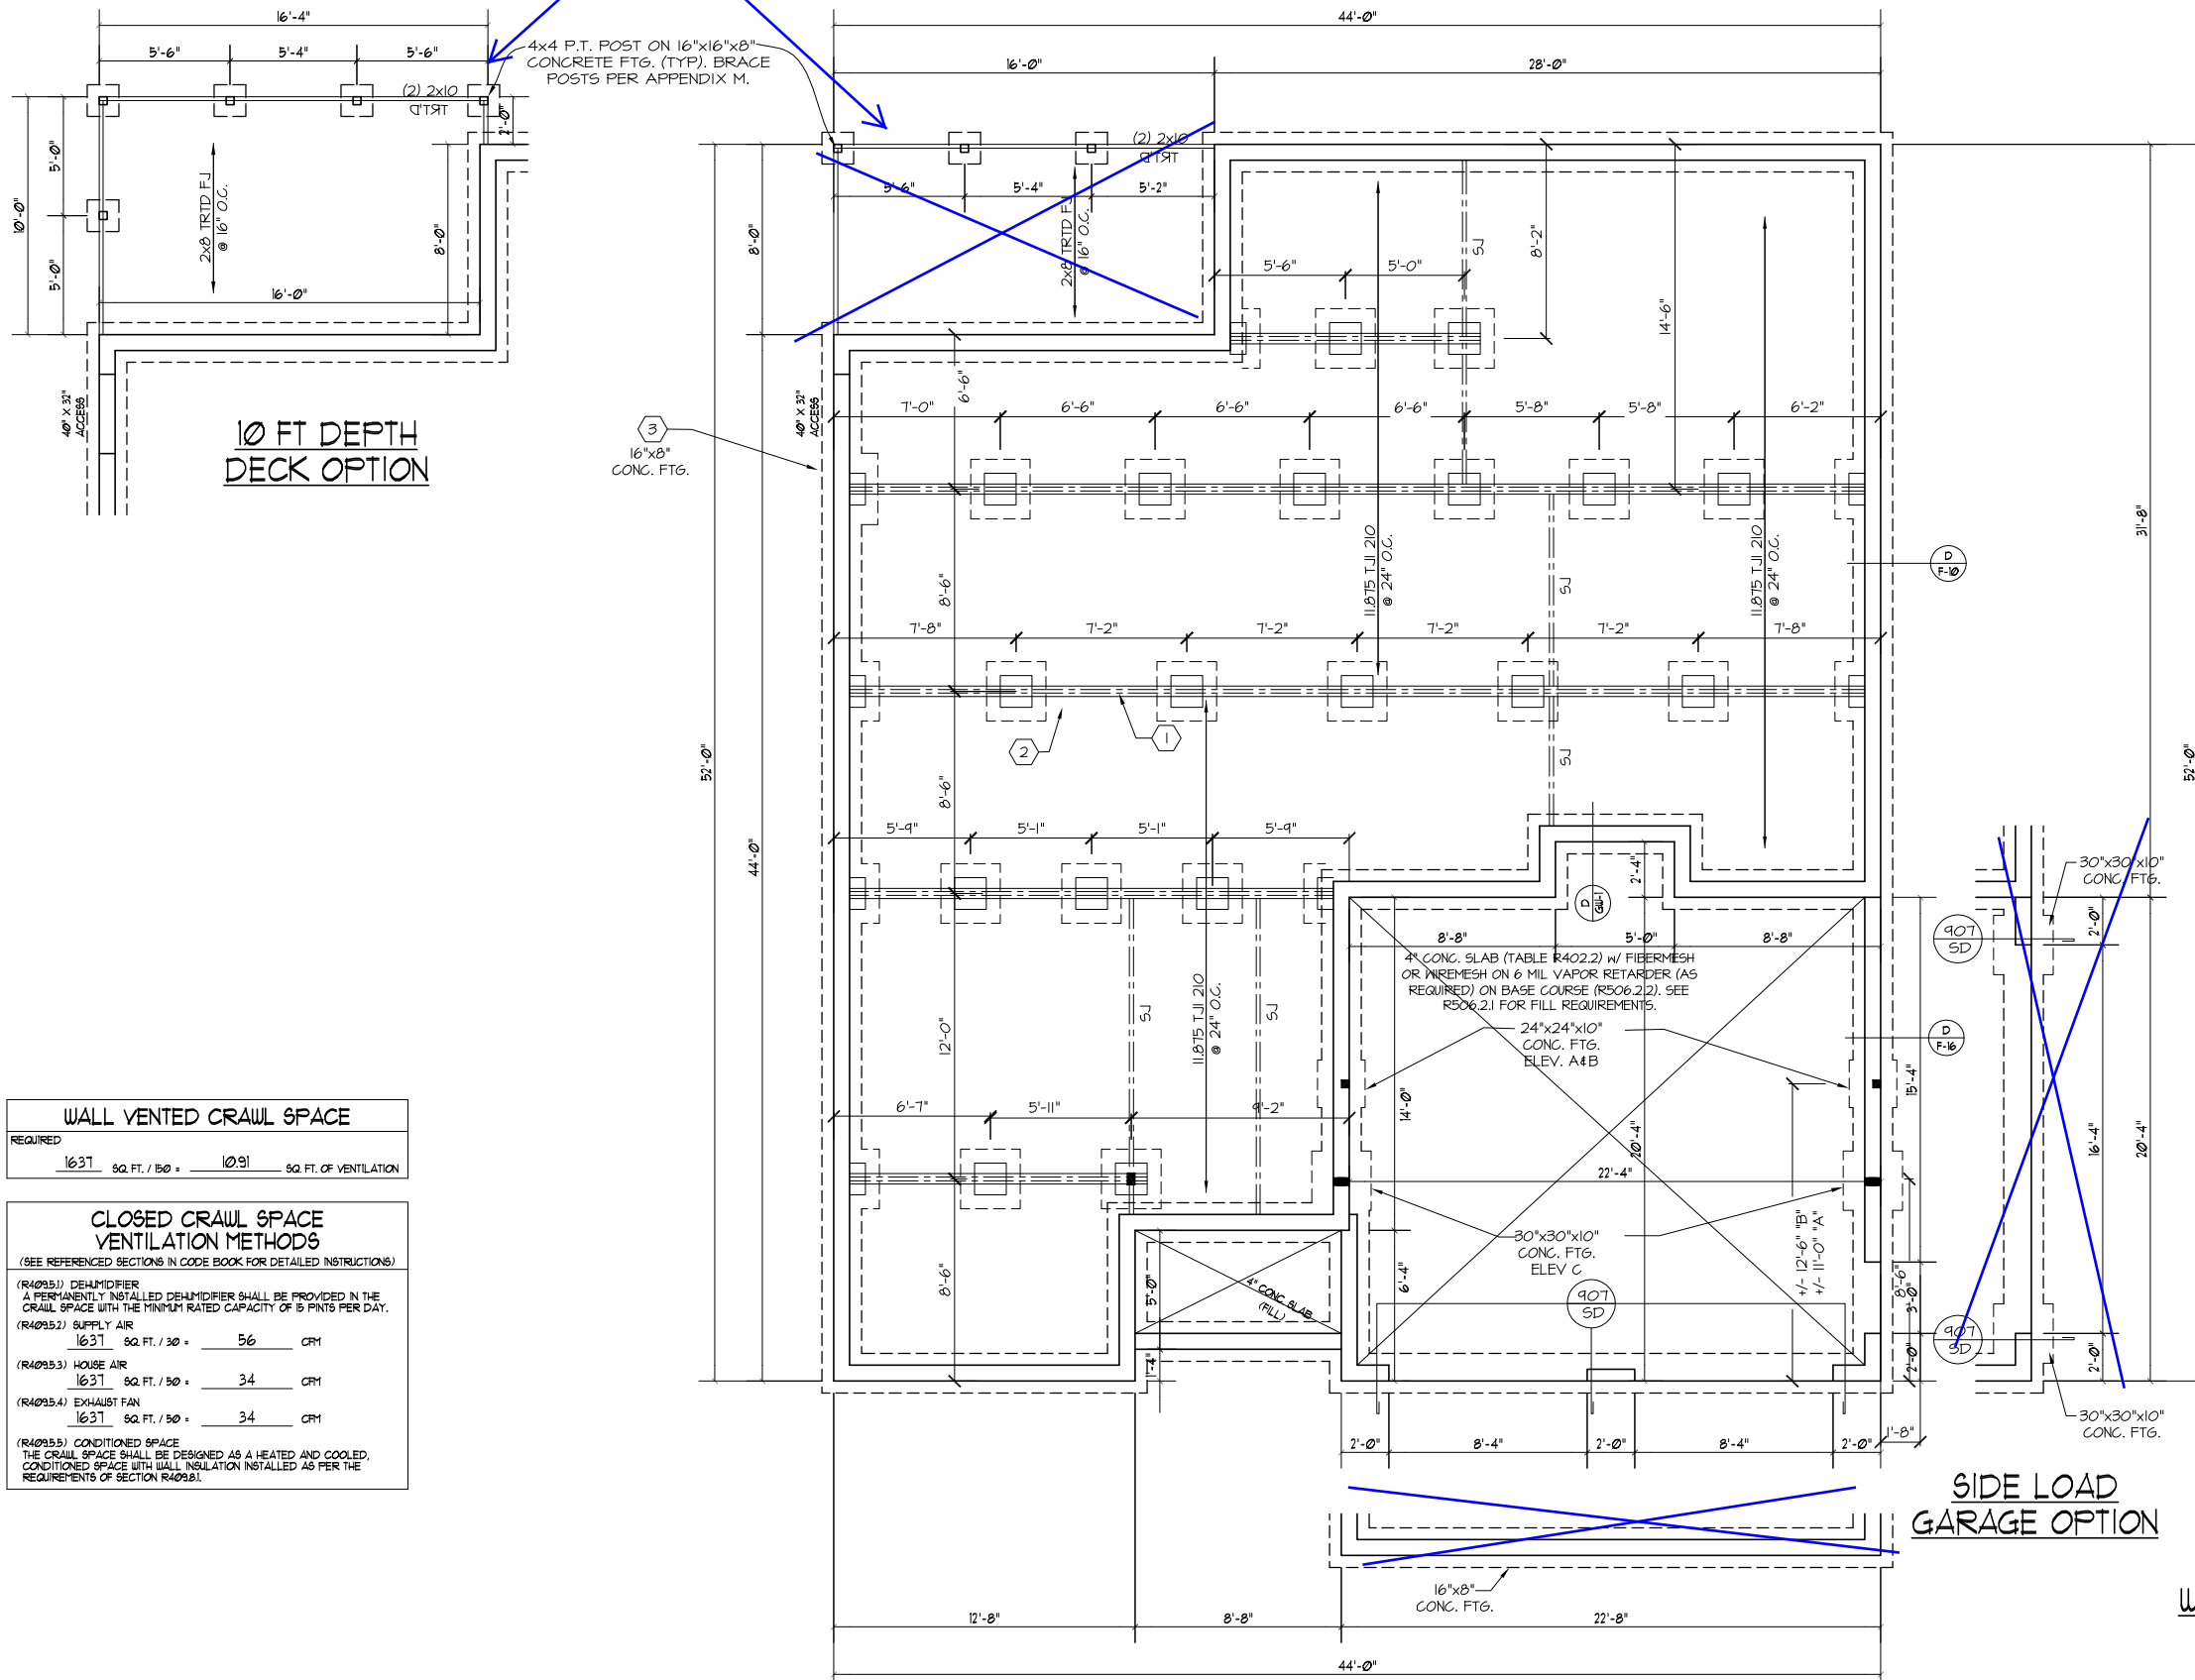 16'-4"
5'-6"
5'-4"
5'-6"
4x4 P.T. POST ON 16"x16"x8"
CONCRETE FTG. (TYP). BRACE
POSTS PER APPENDIX M.
(2) 2x10
TRT'D
2'-0"
10'-0"
5'-0"
5'-0"
2x8 TRTD FJ
@ 16" O.C.
8'-0"
16'-0"
40" X 32"
ACCESS
10 FT DEPTH
DECK OPTION
44'-0"
16'-0"
28'-0"
(2) 2x10
TRT'D
5'-6"
5'-4"
5'-2"
2x8 TRTD FJ
@ 16" O.C.
8'-0"
8'-2"
SJ
14'-6"
5'-6"
5'-0"
3
16"x8"
CONC. FTG.
40" X 32"
ACCESS
6'-6"
7'-0"
6'-6"
6'-6"
6'-6"
5'-8"
5'-8"
6'-2"
31'-8"
8'-6"
11.875 TJI 210
@ 24" O.C.
SJ
11.875 TJI 210
@ 24" O.C.
D
F-10
7'-8"
7'-2"
7'-2"
7'-2"
7'-2"
7'-8"
52'-0"
52'-0"
2
1
SJ
8'-6"
44'-0"
5'-9"
5'-1"
5'-1"
5'-9"
2'-4"
D
GW-1
30"x30"x10"
CONC. FTG.
907
SD
2'-0"
8'-8"
5'-0"
8'-8"
4" CONC. SLAB (TABLE R402.2) w/ FIBERMESH
OR WIREMESH ON 6 MIL VAPOR RETARDER (AS
REQUIRED) ON BASE COURSE (R506.2.2). SEE
R506.2.1 FOR FILL REQUIREMENTS.
12'-0"
SJ
11.875 TJI 210
@ 24" O.C.
SJ
24"x24"x10"
CONC. FTG.
ELEV. A&B
D
F-16
15'-4"
14'-0"
20'-4"
16'-4"
20'-4"
6'-7"
5'-11"
9'-2"
22'-4"
30"x30"x10"
CONC. FTG.
ELEV C
+/- 12'-6" "B"
+/- 11'-0" "A"
8'-6"
5'-0"
4" CONC SLAB
(FILL)
6'-4"
907
SD
8'-6"
3'-0"
2'-0"
907
SD
2'-0"
1'-4"
2'-0"
8'-4"
2'-0"
8'-4"
2'-0"
1'-8"
30"x30"x10"
CONC. FTG.
SIDE LOAD
GARAGE OPTION
16"x8"
CONC. FTG.
12'-8"
8'-8"
22'-8"
44'-0"
WALL VENTED CRAWL SPACE
REQUIRED
1637 SQ. FT. / 150 = 10.91 SQ. FT. OF VENTILATION
CLOSED CRAWL SPACE
VENTILATION METHODS
(SEE REFERENCED SECTIONS IN CODE BOOK FOR DETAILED INSTRUCTIONS)
(R409.5.1) DEHUMIDIFIER
A PERMANENTLY INSTALLED DEHUMIDIFIER SHALL BE PROVIDED IN THE
CRAWL SPACE WITH THE MINIMUM RATED CAPACITY OF 15 PINTS PER DAY.
(R409.5.2) SUPPLY AIR
1637 SQ. FT. / 30 = 56 CFM
(R409.5.3) HOUSE AIR
1637 SQ. FT. / 50 = 34 CFM
(R409.5.4) EXHAUST FAN
1637 SQ. FT. / 50 = 34 CFM
(R409.5.5) CONDITIONED SPACE
THE CRAWL SPACE SHALL BE DESIGNED AS A HEATED AND COOLED,
CONDITIONED SPACE WITH WALL INSULATION INSTALLED AS PER THE
REQUIREMENTS OF SECTION R409.8.1.